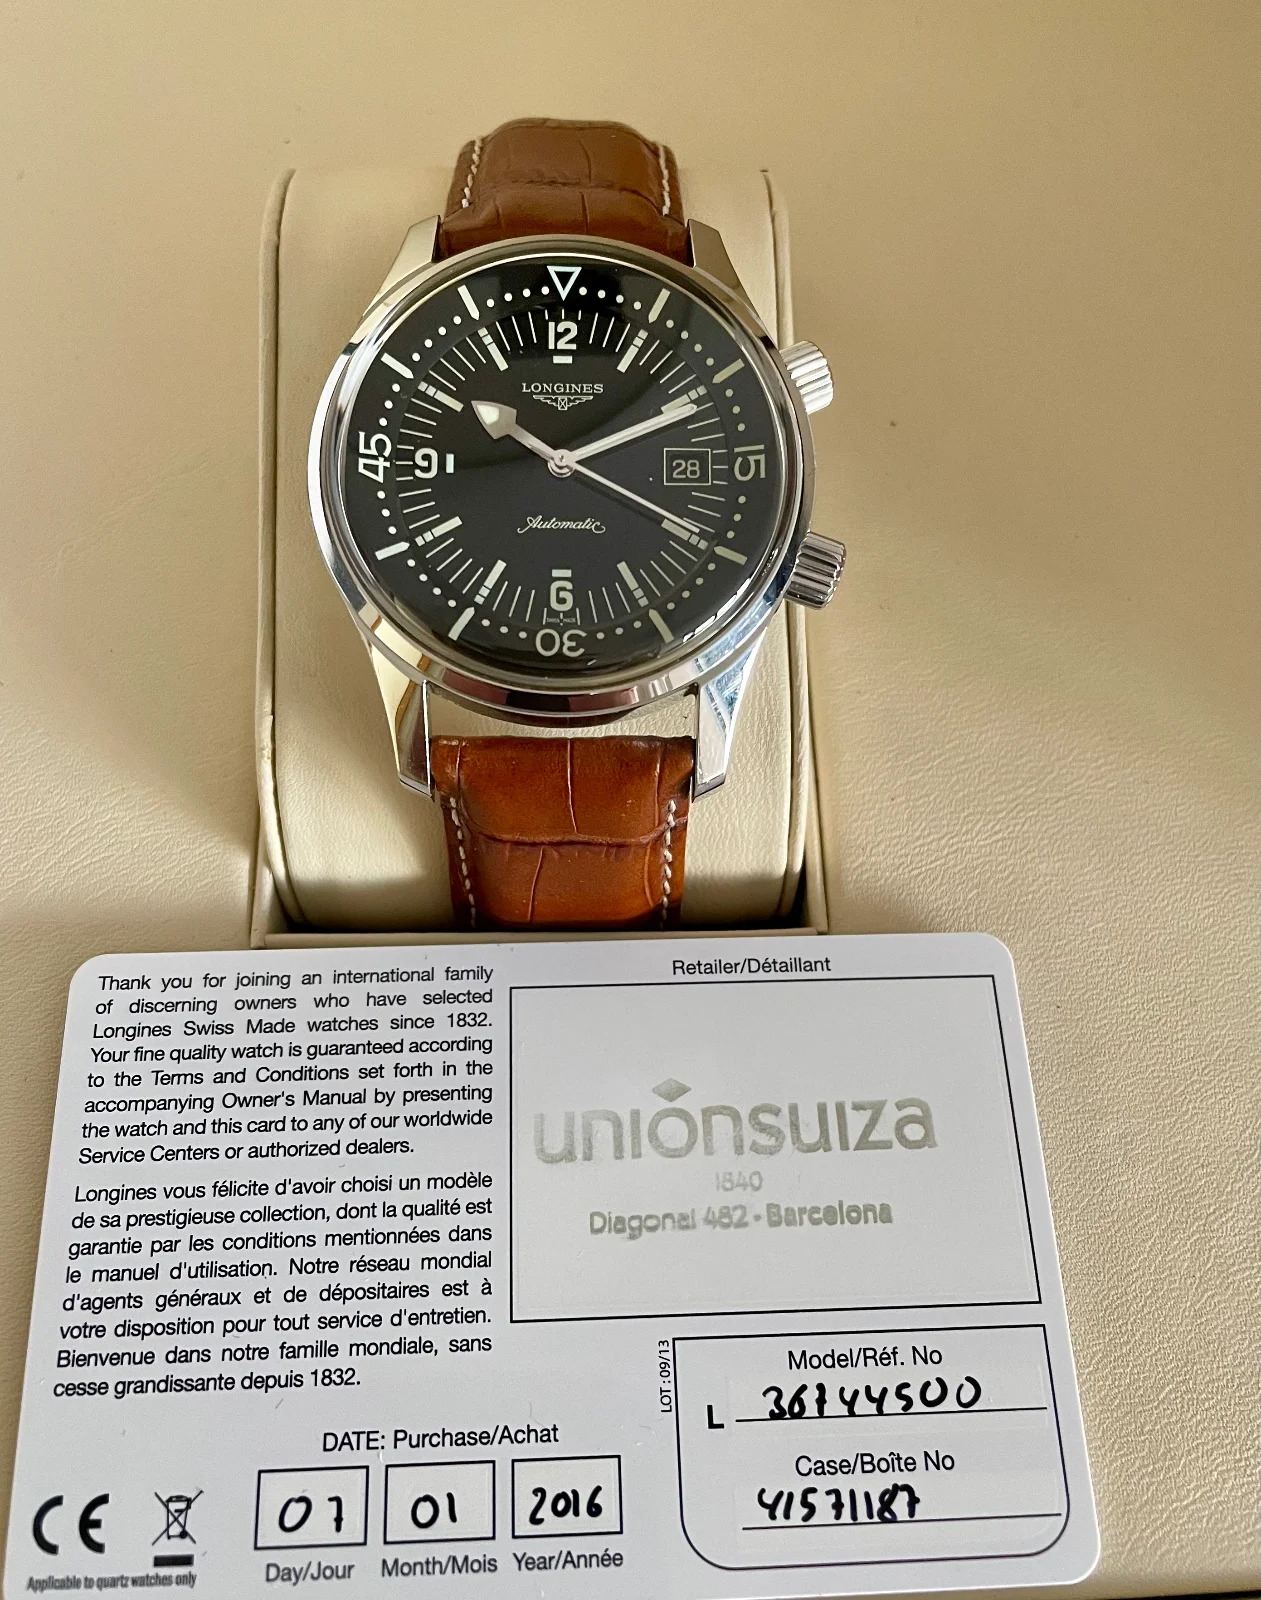 12
LONGINES
45
9
28
15
Automatic
6
SWISS MADE
30
Thank you for joining an international family
of discerning owners who have selected
Longines Swiss Made watches since 1832.
Your fine quality watch is guaranteed according
to the Terms and Conditions set forth in the
accompanying Owner's Manual by presenting
the watch and this card to any of our worldwide
Service Centers or authorized dealers.
Longines vous félicite d'avoir choisi un modèle
de sa prestigieuse collection, dont la qualité est
garantie par les conditions mentionnées dans
le manuel d'utilisation. Notre réseau mondial
d'agents généraux et de dépositaires est à
votre disposition pour tout service d'entretien.
Bienvenue dans notre famille mondiale, sans
cesse grandissante depuis 1832.
Retailer/Détaillant
uniónsuiza
1840
Diagonal 482 - Barcelona
LOT : 09/13
Model/Réf. No
L 36744500
Case/Boîte No
41571187
DATE: Purchase/Achat
07 01 2016
Day/Jour Month/Mois Year/Année
CE
Applicable to quartz watches only